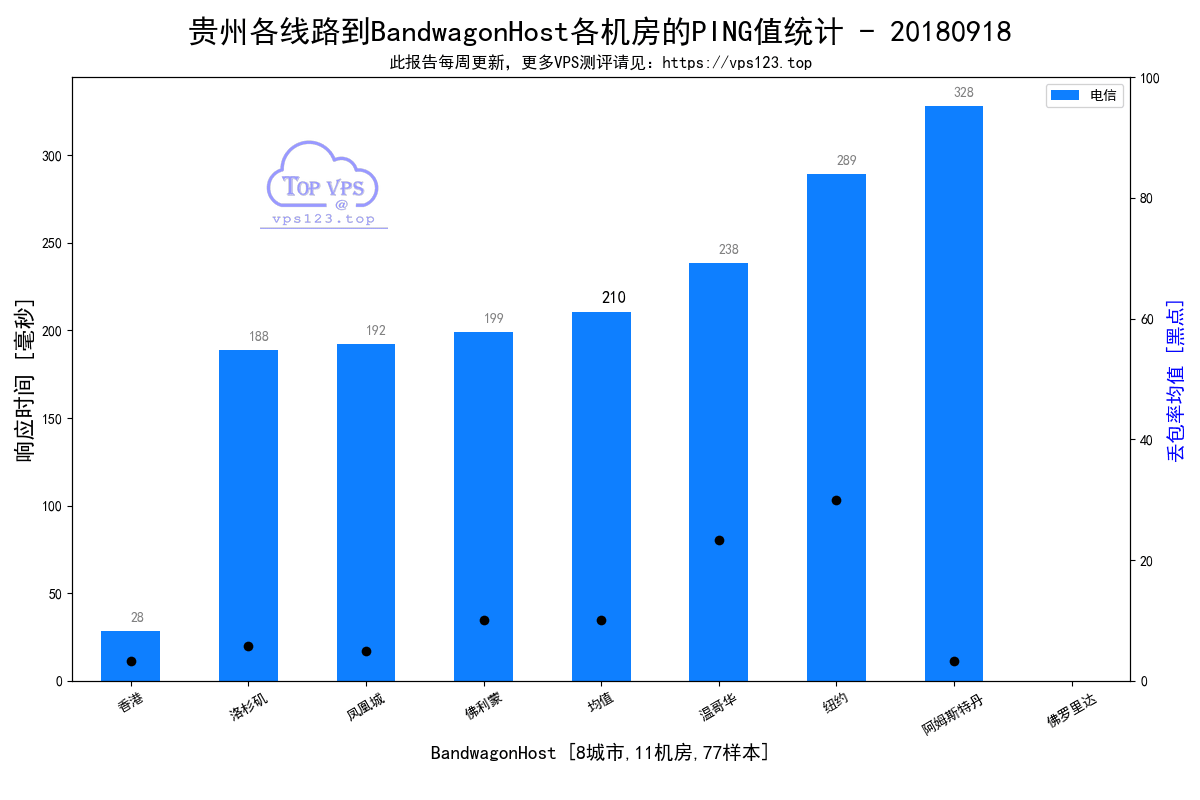 贵州各线路到BandwagonHost各机房的PING值统计 - 20180918
此报告每周更新, 更多VPS测评请见: https://vps123.top
电信
TOP VPS
@
vps123.top
响应时间 [毫秒]
300
250
200
150
100
50
0
28
188
192
199
210
238
289
328
100
80
60
40
20
0
丢包率均值 [黑点]
香港
洛杉矶
凤凰城
佛利蒙
均值
温哥华
纽约
阿姆斯特丹
佛罗里达
BandwagonHost [8城市,11机房,77样本]